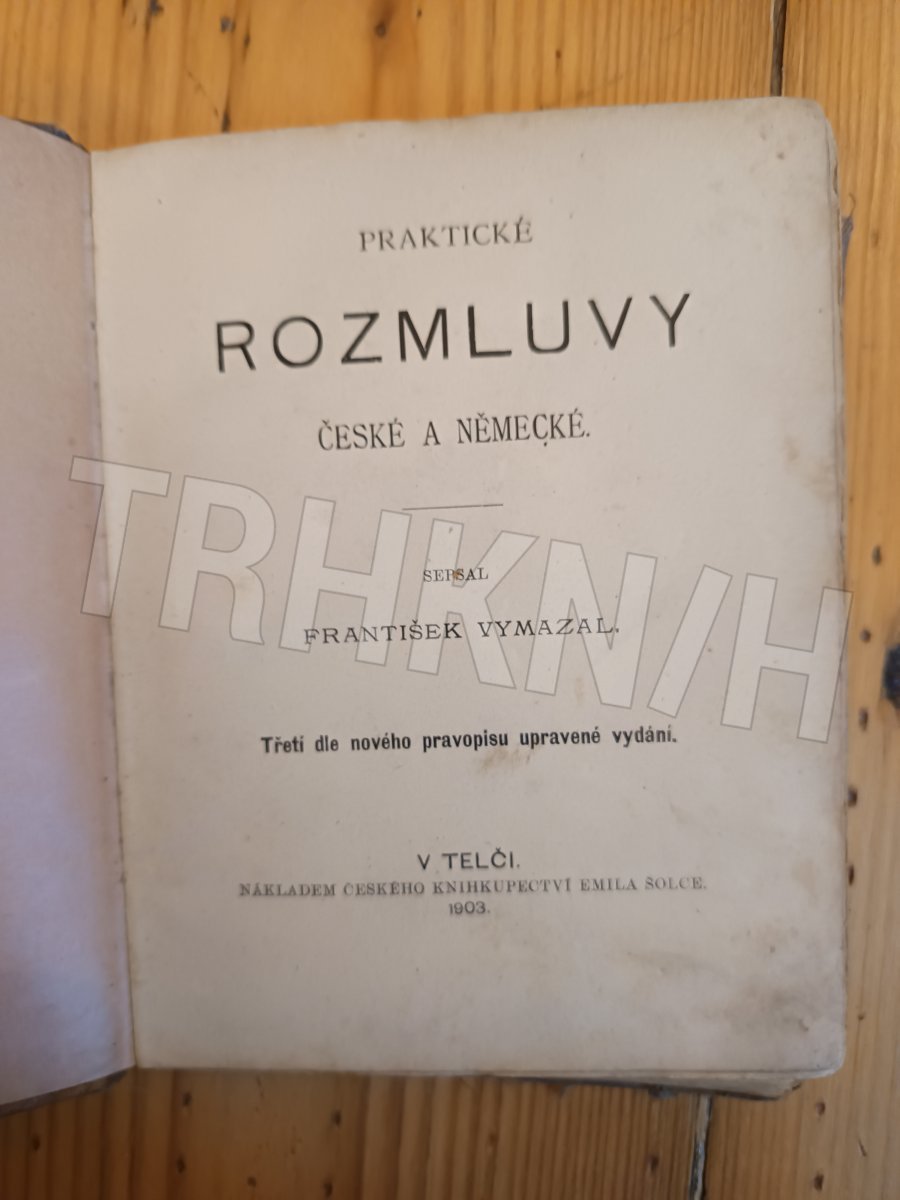 PRAKTICKÉ
ROZMLUVY
ČESKÉ A NĚMECKÉ.
SEPSAL
FRANTIŠEK VYMAZAL.
Třetí dle nového pravopisu upravené vydání.
V TELČI.
NÁKLADEM ČESKÉHO KNIHKUPECTVÍ EMILA ŠOLCE.
1903.
TRHKNIH